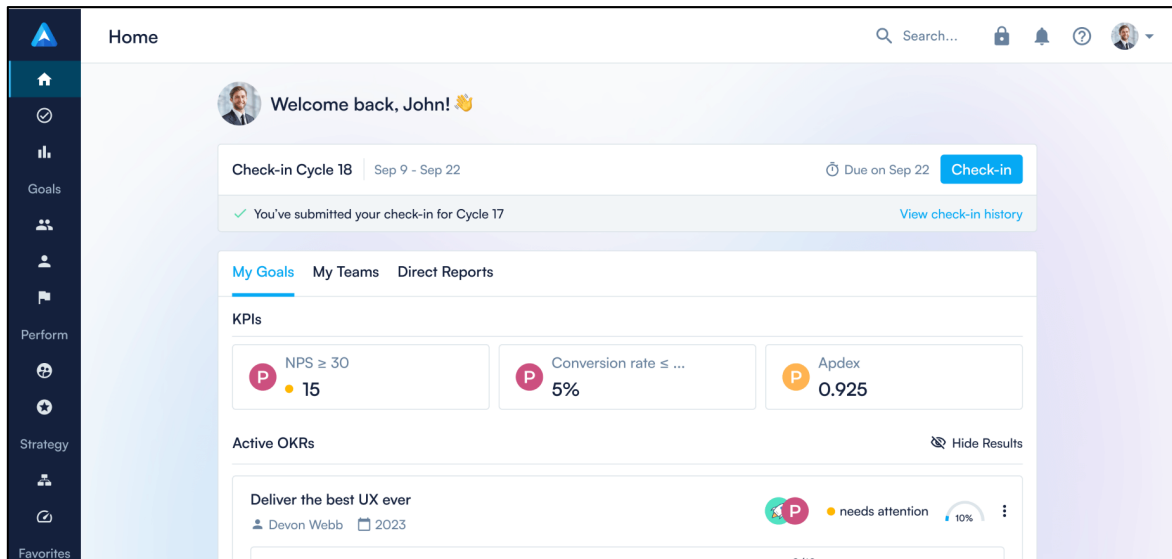 Home
Search...
Welcome back, John! 👋
Check-in Cycle 18 Sep 9 - Sep 22 Due on Sep 22 Check-in
You've submitted your check-in for Cycle 17 View check-in history
Goals
My Goals My Teams Direct Reports
KPIs
Perform
P NPS ≥ 30
15
P Conversion rate ≤ ...
5%
P Apdex
0.925
Strategy
Active OKRs Hide Results
Deliver the best UX ever
Devon Webb 2023
P needs attention 10%
Favorites